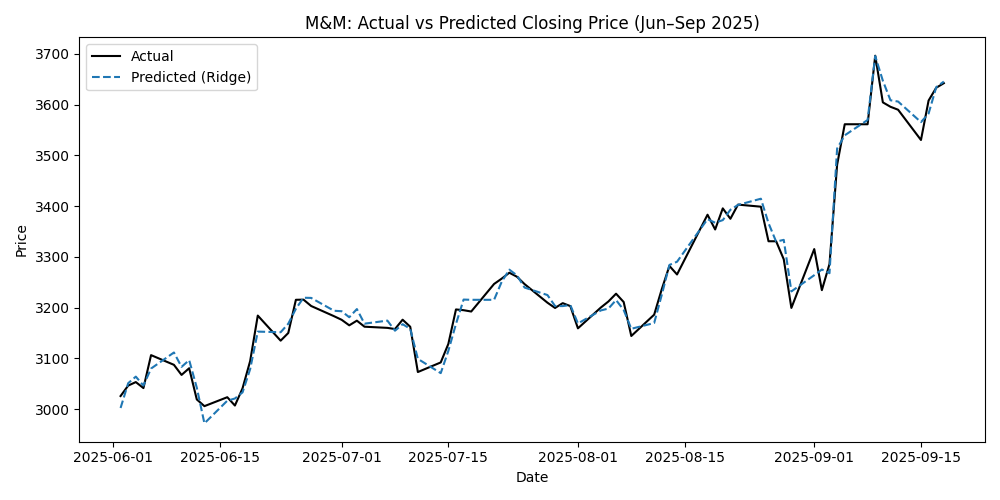 M&M: Actual vs Predicted Closing Price (Jun–Sep 2025)
Actual
Predicted (Ridge)
3700
3600
3500
3400
3300
3200
3100
3000
Price
2025-06-01 2025-06-15 2025-07-01 2025-07-15 2025-08-01 2025-08-15 2025-09-01 2025-09-15
Date